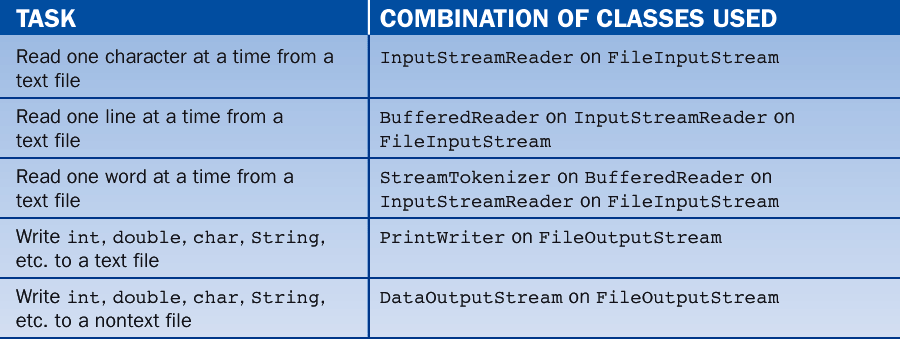 TASK
COMBINATION OF CLASSES USED
Read one character at a time from a
text file
InputStreamReader on FileInputStream
Read one line at a time from a
text file
BufferedReader on InputStreamReader on
FileInputStream
Read one word at a time from a
text file
StreamTokenizer on BufferedReader on
InputStreamReader on FileInputStream
Write int, double, char, String,
etc. to a text file
PrintWriter on FileOutputStream
Write int, double, char, String,
etc. to a nontext file
DataOutputStream on FileOutputStream